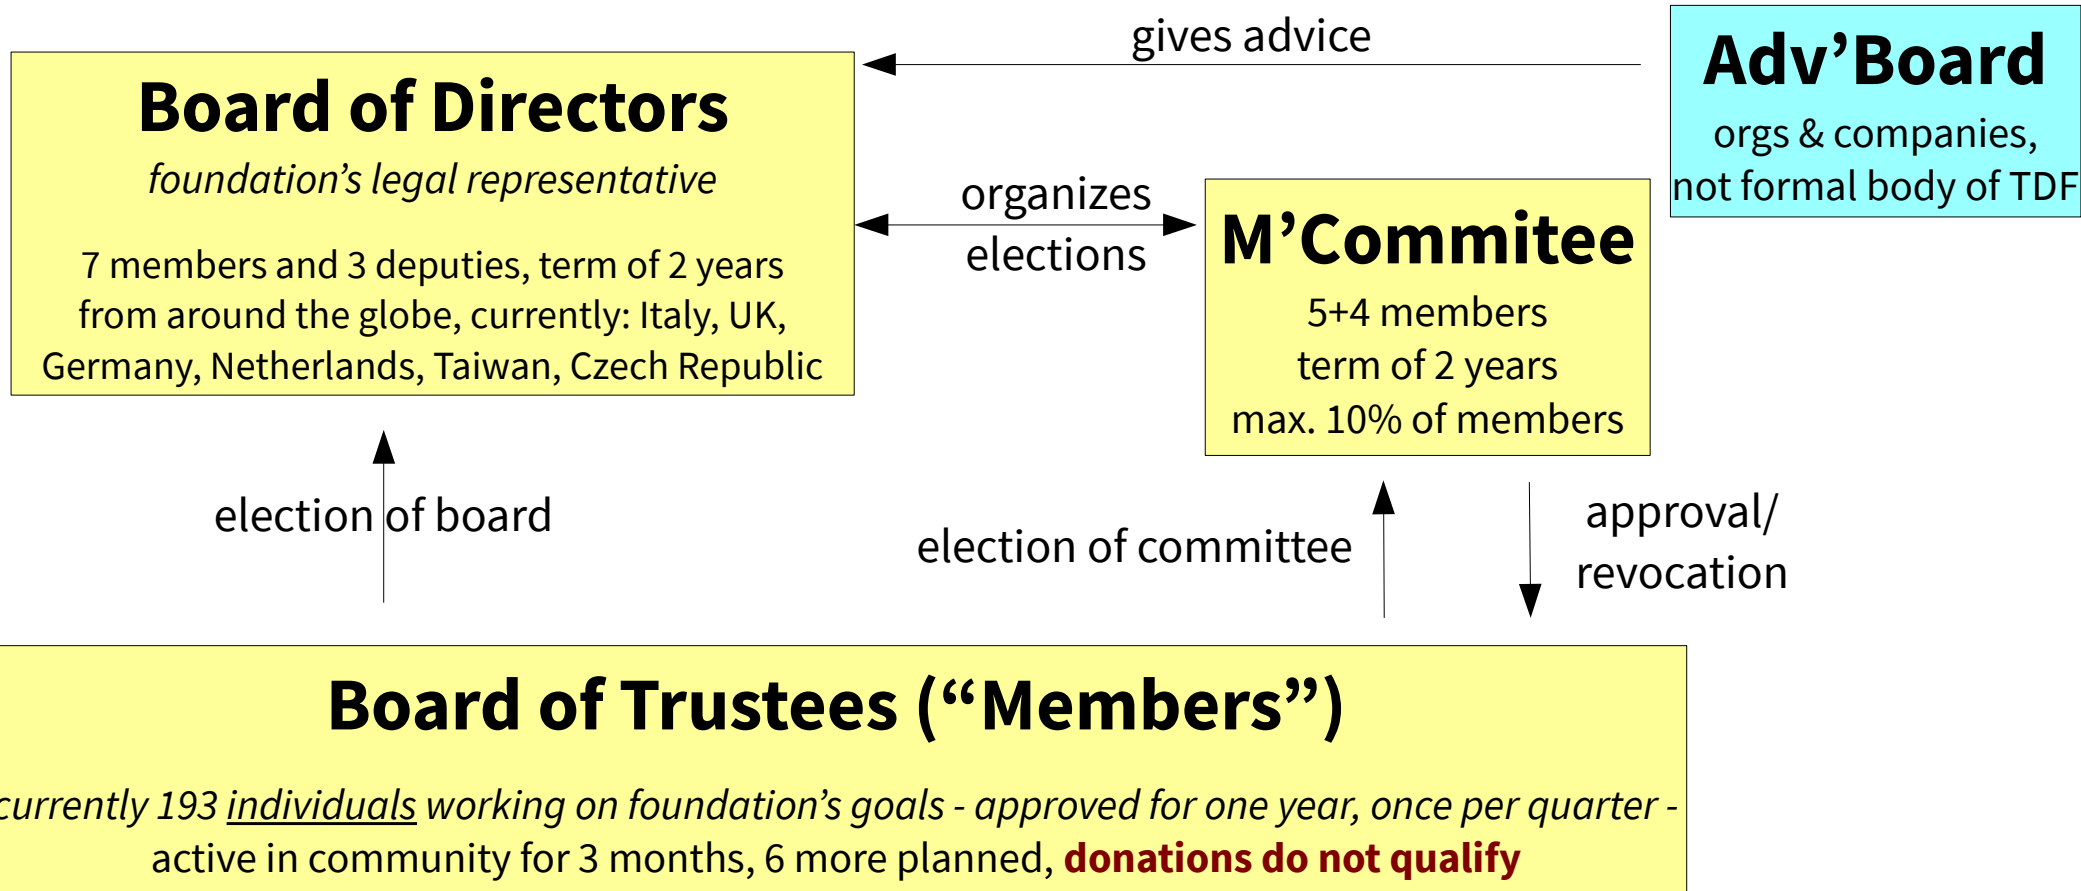 gives advice
Adv’Board
orgs & companies,
not formal body of TDF
Board of Directors
foundation’s legal representative
7 members and 3 deputies, term of 2 years
from around the globe, currently: Italy, UK,
Germany, Netherlands, Taiwan, Czech Republic
organizes
elections
M’Commitee
5+4 members
term of 2 years
max. 10% of members
election of board
election of committee
approval/
revocation
Board of Trustees (“Members”)
currently 193 individuals working on foundation’s goals - approved for one year, once per quarter -
active in community for 3 months, 6 more planned, donations do not qualify